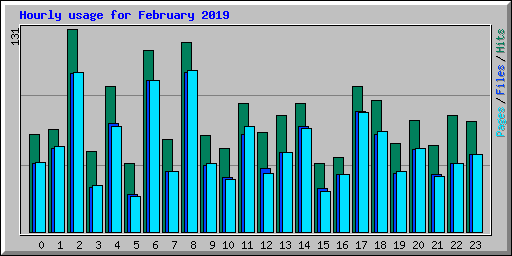 Hourly usage for February 2019
131
Pages/Files/Hits
0 1 2 3 4 5 6 7 8 9 10 11 12 13 14 15 16 17 18 19 20 21 22 23